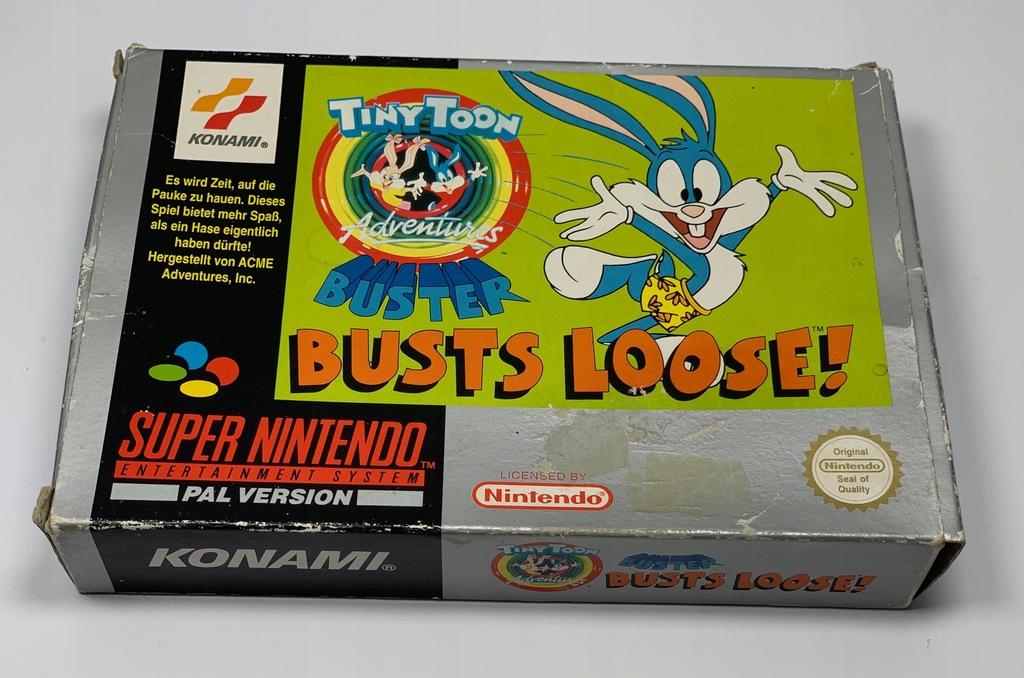 KONAMI®
Es wird Zeit, auf die
Pauke zu hauen. Dieses
Spiel bietet mehr Spaß,
als ein Hase eigentlich
haben dürfte!
Hergestellt von ACME
Adventures, Inc.
TINY TOON
Adventures
BUSTER
BUSTS LOOSE!™
SUPER NINTENDO™
ENTERTAINMENT SYSTEM
PAL VERSION
LICENSED BY
Nintendo®
Original
Nintendo
Seal of
Quality
KONAMI®
TINY TOON
Adventures
BUSTER
BUSTS LOOSE!